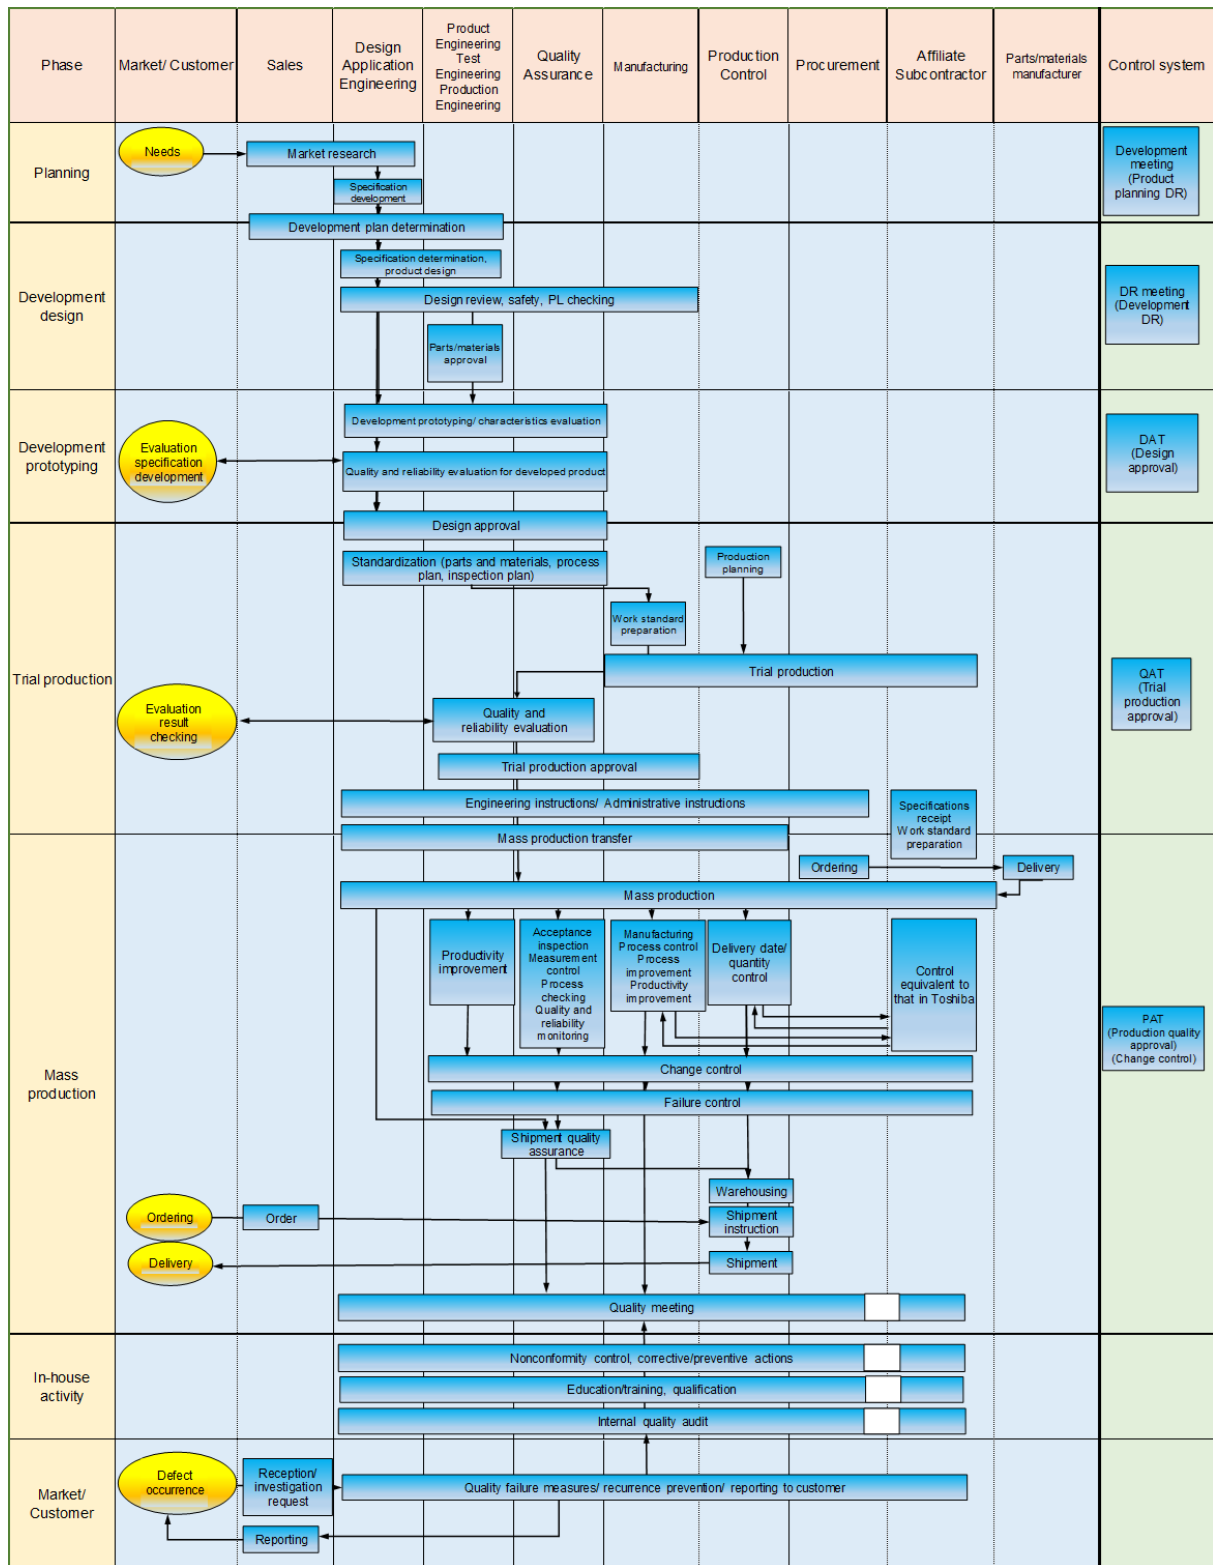 Phase
Market/ Customer
Sales
Design
Application
Engineering
Product
Engineering
Test
Engineering
Production
Engineering
Quality
Assurance
Manufacturing
Production
Control
Procurement
Affiliate
Subcontractor
Parts/materials
manufacturer
Control system
Planning
Needs
Market research
Specification
development
Development plan determination
Development
meeting
(Product
planning DR)
Development
design
Specification determination,
product design
Design review, safety, PL checking
Parts/materials
approval
DR meeting
(Development
DR)
Development
prototyping
Evaluation
specification
development
Development prototyping/ characteristics evaluation
Quality and reliability evaluation for developed product
Design approval
DAT
(Design
approval)
Trial production
Standardization (parts and materials, process
plan, inspection plan)
Production
planning
Work standard
preparation
Trial production
Evaluation
result
checking
Quality and
reliability evaluation
Trial production approval
Engineering instructions/ Administrative instructions
Specifications
receipt
Work standard
preparation
QAT
(Trial
production
approval)
Mass
production
Mass production transfer
Ordering
Delivery
Mass production
Productivity
improvement
Acceptance
inspection
Measurement
control
Process
checking
Quality and
reliability
monitoring
Manufacturing
Process control
Process
improvement
Productivity
improvement
Delivery date/
quantity
control
Control
equivalent to
that in Toshiba
Change control
Failure control
Shipment quality
assurance
Warehousing
Ordering
Order
Shipment
instruction
Delivery
Shipment
Quality meeting
PAT
(Production quality
approval)
(Change control)
In-house
activity
Nonconformity control, corrective/preventive actions
Education/training, qualification
Internal quality audit
Market/
Customer
Defect
occurrence
Reception/
investigation
request
Quality failure measures/ recurrence prevention/ reporting to customer
Reporting